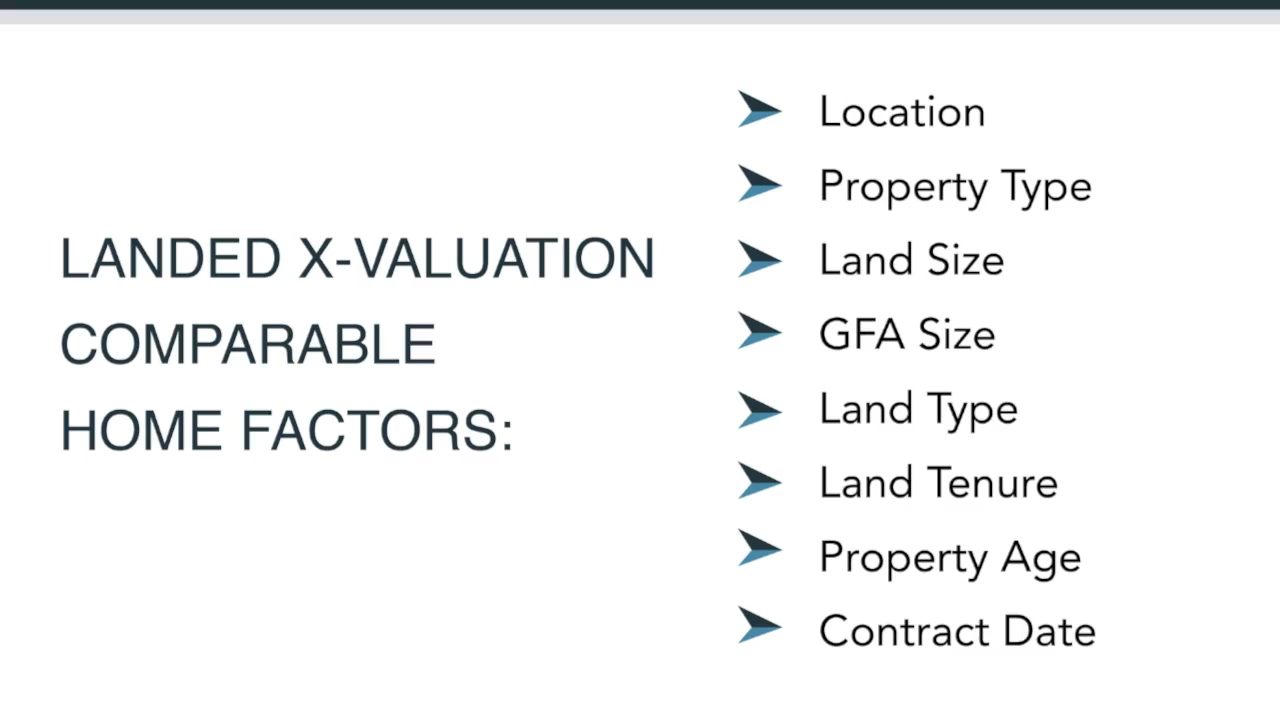 LANDED X-VALUATION
COMPARABLE
HOME FACTORS:
Location
Property Type
Land Size
GFA Size
Land Type
Land Tenure
Property Age
Contract Date